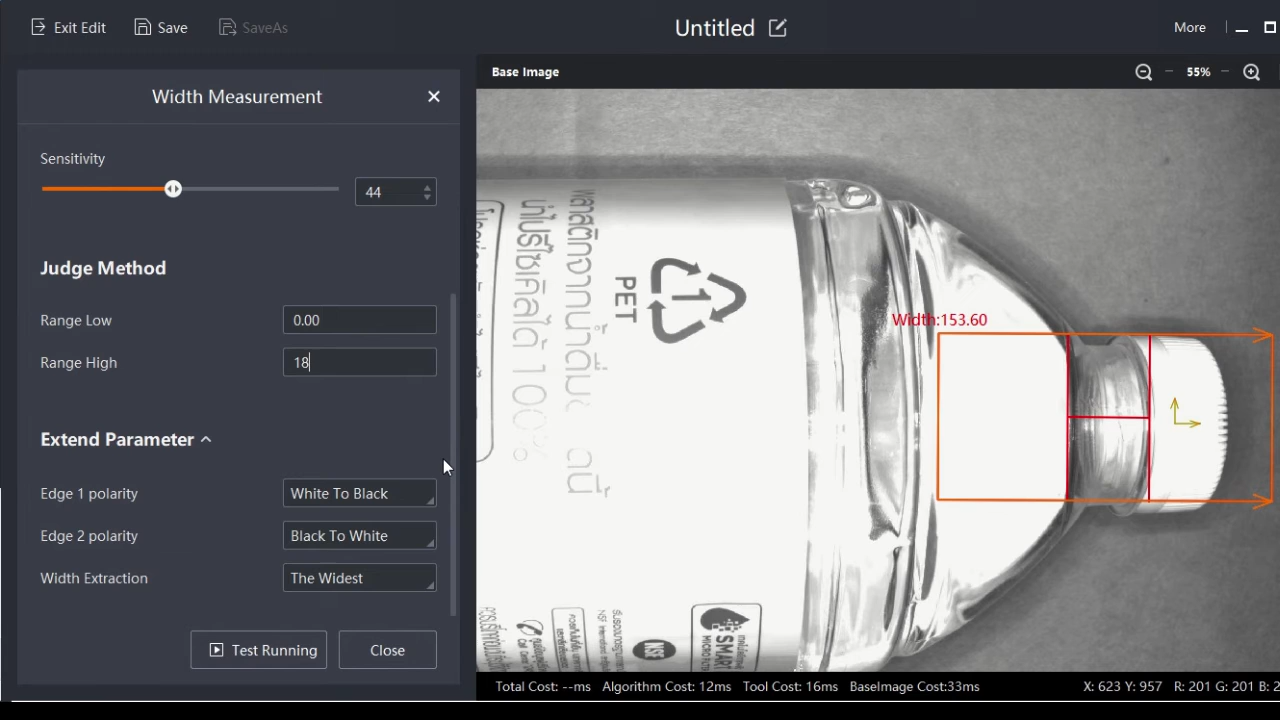 Exit Edit
Save
SaveAs
Untitled
More
Width Measurement
Base Image
55%
Sensitivity
44
Judge Method
Range Low
0.00
Range High
18
Extend Parameter
Edge 1 polarity
White To Black
Edge 2 polarity
Black To White
Width Extraction
The Widest
Test Running
Close
Width:153.60
1
PET
100%
NSF
SMART
Total Cost: --ms
Algorithm Cost: 12ms
Tool Cost: 16ms
BaseImage Cost:33ms
X: 623 Y: 957
R: 201 G: 201 B: 2